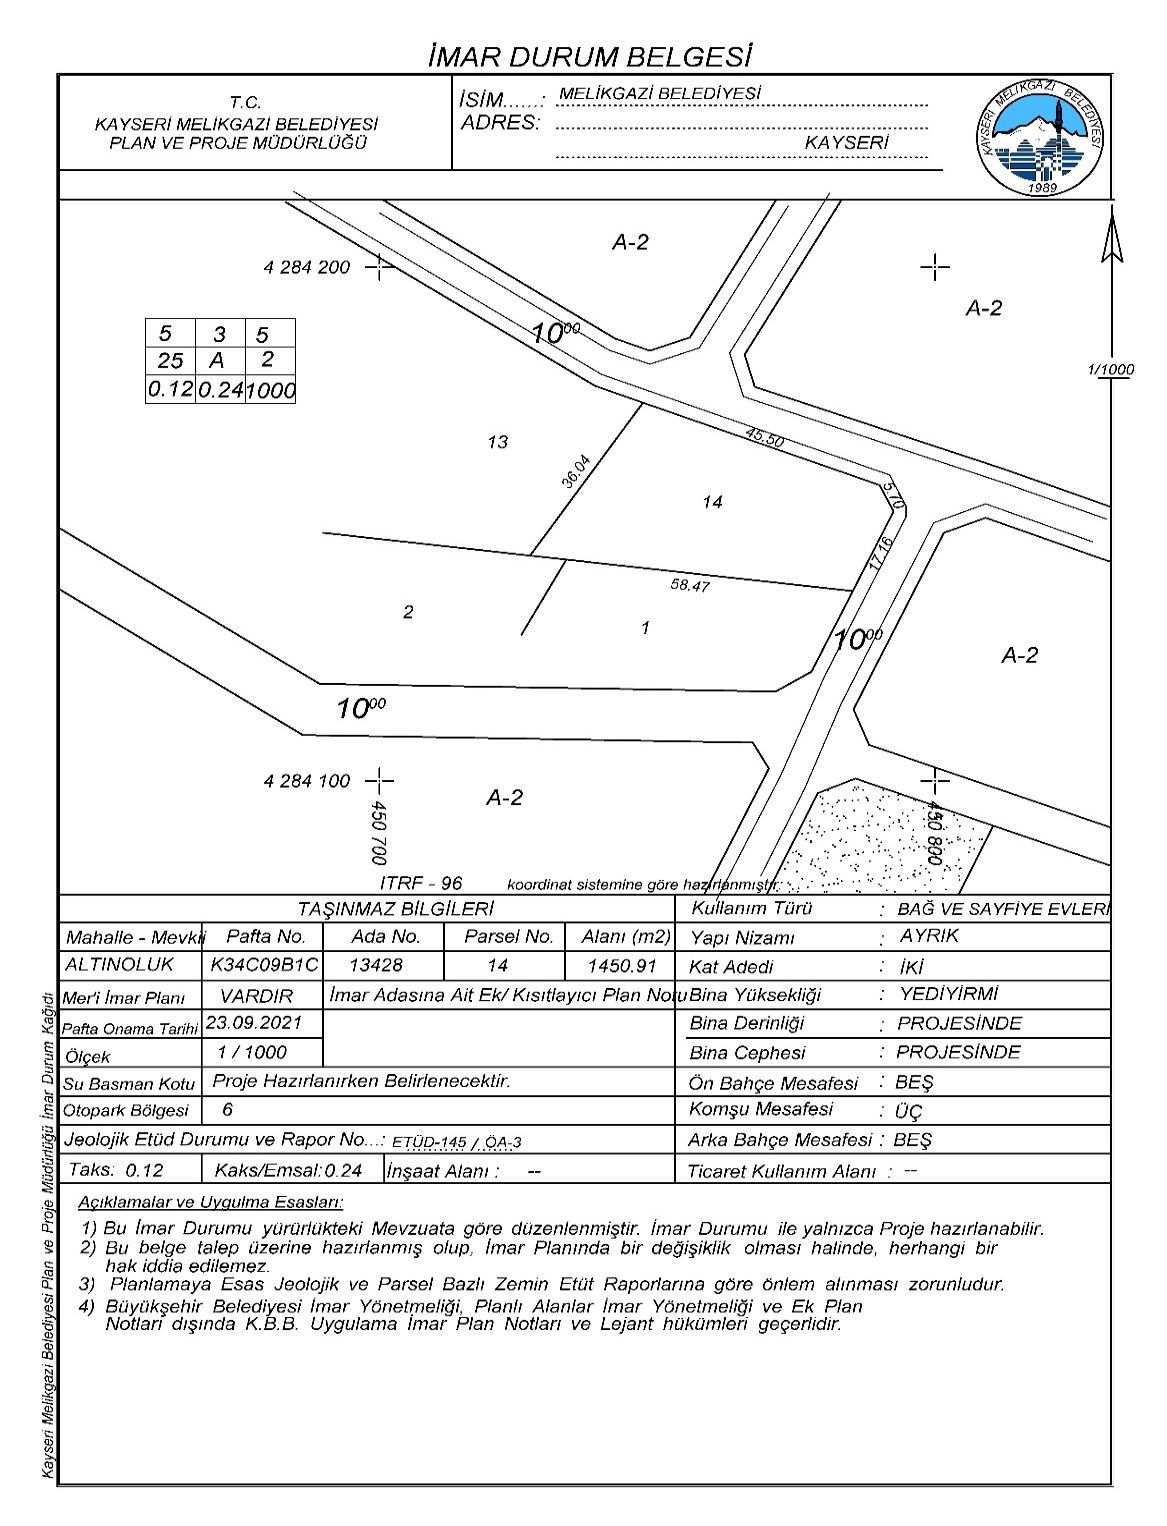 İMAR DURUM BELGESİ
T.C.
KAYSERİ MELİKGAZİ BELEDİYESİ
PLAN VE PROJE MÜDÜRLÜĞÜ
İSİM......: MELİKGAZİ BELEDİYESİ
ADRES:
KAYSERİ
KAYSERİ MELİKGAZİ BELEDİYESİ
1989
A-2
4 284 200
A-2
10⁰⁰
5 3 5
25 A 2
0.12 0.24 1000
1/1000
45.50
13
36.04
5.70
14
17.16
58.47
2
1
10⁰⁰
A-2
10⁰⁰
4 284 100
A-2
450 700
450 800
ITRF - 96 koordinat sistemine göre hazırlanmıştır.
TAŞINMAZ BİLGİLERİ
Kullanım Türü : BAĞ VE SAYFİYE EVLERİ
Mahalle - Mevkii Pafta No. Ada No. Parsel No. Alanı (m2)
Yapı Nizamı : AYRIK
ALTINOLUK K34C09B1C 13428 14 1450.91
Kat Adedi : İKİ
Mer'i İmar Planı VARDIR İmar Adasına Ait Ek/ Kısıtlayıcı Plan Notu
Bina Yüksekliği : YEDİYİRMİ
Pafta Onama Tarihi 23.09.2021
Bina Derinliği : PROJESİNDE
Ölçek 1 / 1000
Bina Cephesi : PROJESİNDE
Su Basman Kotu Proje Hazırlanırken Belirlenecektir.
Ön Bahçe Mesafesi : BEŞ
Otopark Bölgesi 6
Komşu Mesafesi : ÜÇ
Jeolojik Etüd Durumu ve Rapor No...: ETÜD-145 / ÖA-3
Arka Bahçe Mesafesi : BEŞ
Taks: 0.12 Kaks/Emsal: 0.24 İnşaat Alanı : --
Ticaret Kullanım Alanı : --
Açıklamalar ve Uygulma Esasları:
1) Bu İmar Durumu yürürlükteki Mevzuata göre düzenlenmiştir. İmar Durumu ile yalnızca Proje hazırlanabilir.
2) Bu belge talep üzerine hazırlanmış olup, İmar Planında bir değişiklik olması halinde, herhangi bir
hak iddia edilemez.
3) Planlamaya Esas Jeolojik ve Parsel Bazlı Zemin Etüt Raporlarına göre önlem alınması zorunludur.
4) Büyükşehir Belediyesi İmar Yönetmeliği, Planlı Alanlar İmar Yönetmeliği ve Ek Plan
Notlari dışında K.B.B. Uygulama İmar Plan Notları ve Lejant hükümleri geçerlidir.
Kayseri Melikgazi Belediyesi Plan ve Proje Müdürlüğü İmar Durum Kağıdı